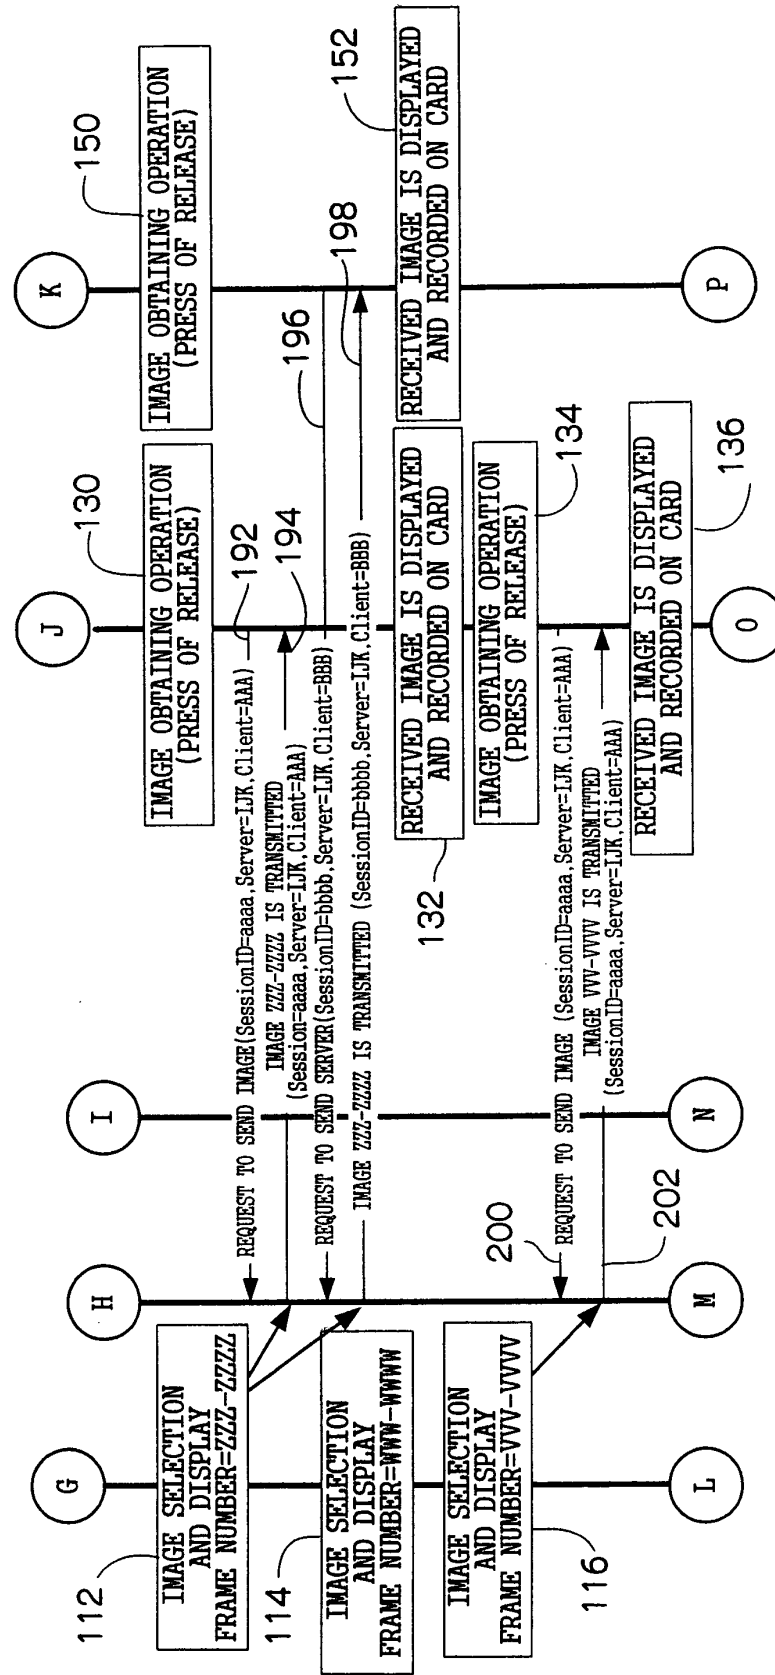 G
H
I
J
K
112
IMAGE SELECTION
AND DISPLAY
FRAME NUMBER=ZZZ-ZZZZ
130
IMAGE OBTAINING OPERATION
(PRESS OF RELEASE)
150
IMAGE OBTAINING OPERATION
(PRESS OF RELEASE)
REQUEST TO SEND IMAGE(SessionID=aaaa,Server=IJK,Client=AAA)
192
IMAGE ZZZ-ZZZZ IS TRANSMITTED
(Session=aaaa,Server=IJK,Client=AAA)
194
114
IMAGE SELECTION
AND DISPLAY
FRAME NUMBER=WWW-WWWW
REQUEST TO SEND SERVER(SessionID=bbbb,Server=IJK,Client=BBB)
196
IMAGE ZZZ-ZZZZ IS TRANSMITTED (SessionID=bbbb,Server=IJK,Client=BBB)
198
132
RECEIVED IMAGE IS DISPLAYED
AND RECORDED ON CARD
152
RECEIVED IMAGE IS DISPLAYED
AND RECORDED ON CARD
116
IMAGE SELECTION
AND DISPLAY
FRAME NUMBER=VVV-VVVV
IMAGE OBTAINING OPERATION
(PRESS OF RELEASE)
134
200
REQUEST TO SEND IMAGE (SessionID=aaaa,Server=IJK,Client=AAA)
IMAGE VVV-VVVV IS TRANSMITTED
(SessionID=aaaa,Server=IJK,Client=AAA)
202
RECEIVED IMAGE IS DISPLAYED
AND RECORDED ON CARD
136
L
M
N
O
P